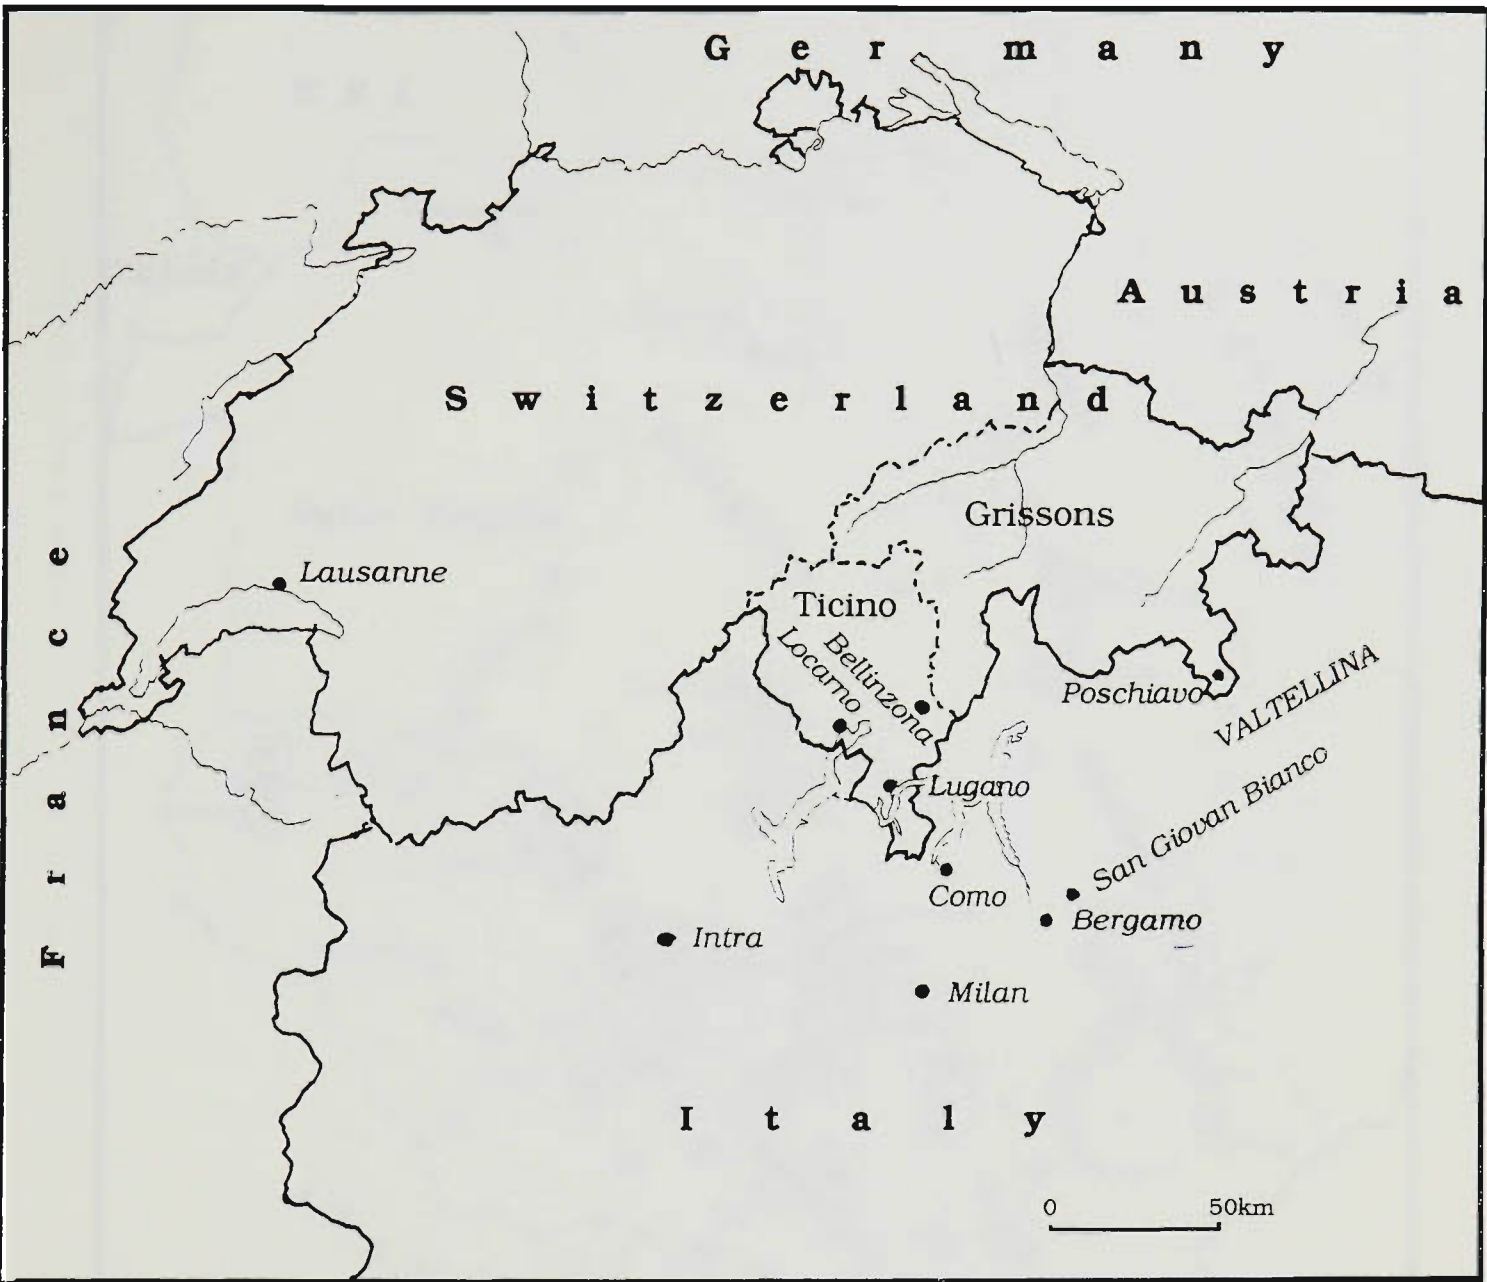 Germany
Austria
Switzerland
Grissons
France
Lausanne
Ticino
Locarno
Bellinzona
Poschiavo
VALTELLINA
Lugano
San Giovan Bianco
Como
Bergamo
Intra
Milan
Italy
0 50km